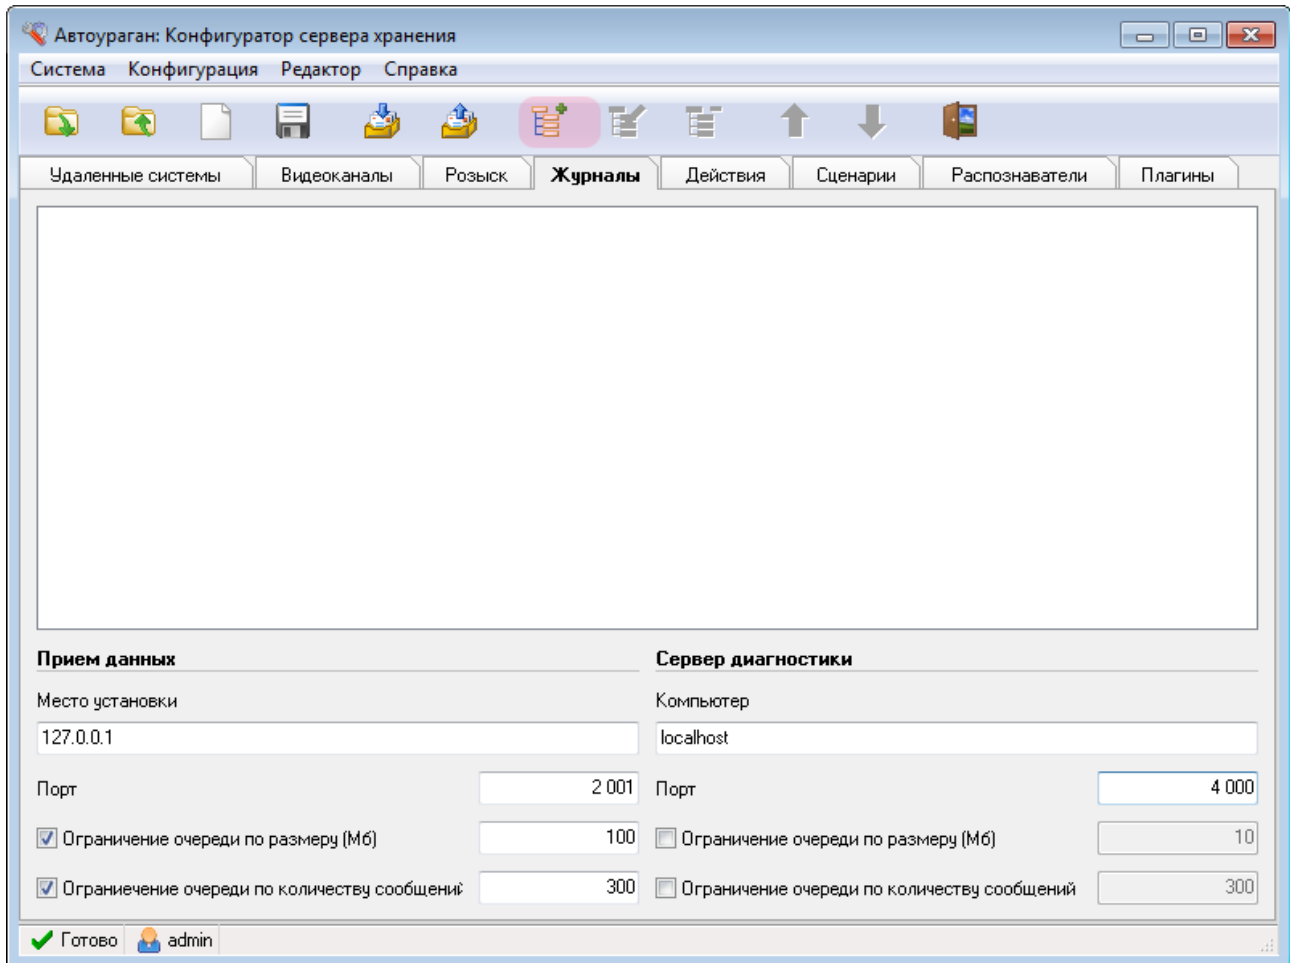 Автоураган: Конфигуратор сервера хранения
Система Конфигурация Редактор Справка
Удаленные системы Видеоканалы Розыск Журналы Действия Сценарии Распознаватели Плагины
Прием данных Сервер диагностики
Место установки Компьютер
127.0.0.1 localhost
Порт 2 001 Порт 4 000
Ограничение очереди по размеру (Мб) 100 Ограничение очереди по размеру (Мб) 10
Ограниечение очереди по количеству сообщений 300 Ограничение очереди по количеству сообщений 300
Готово admin